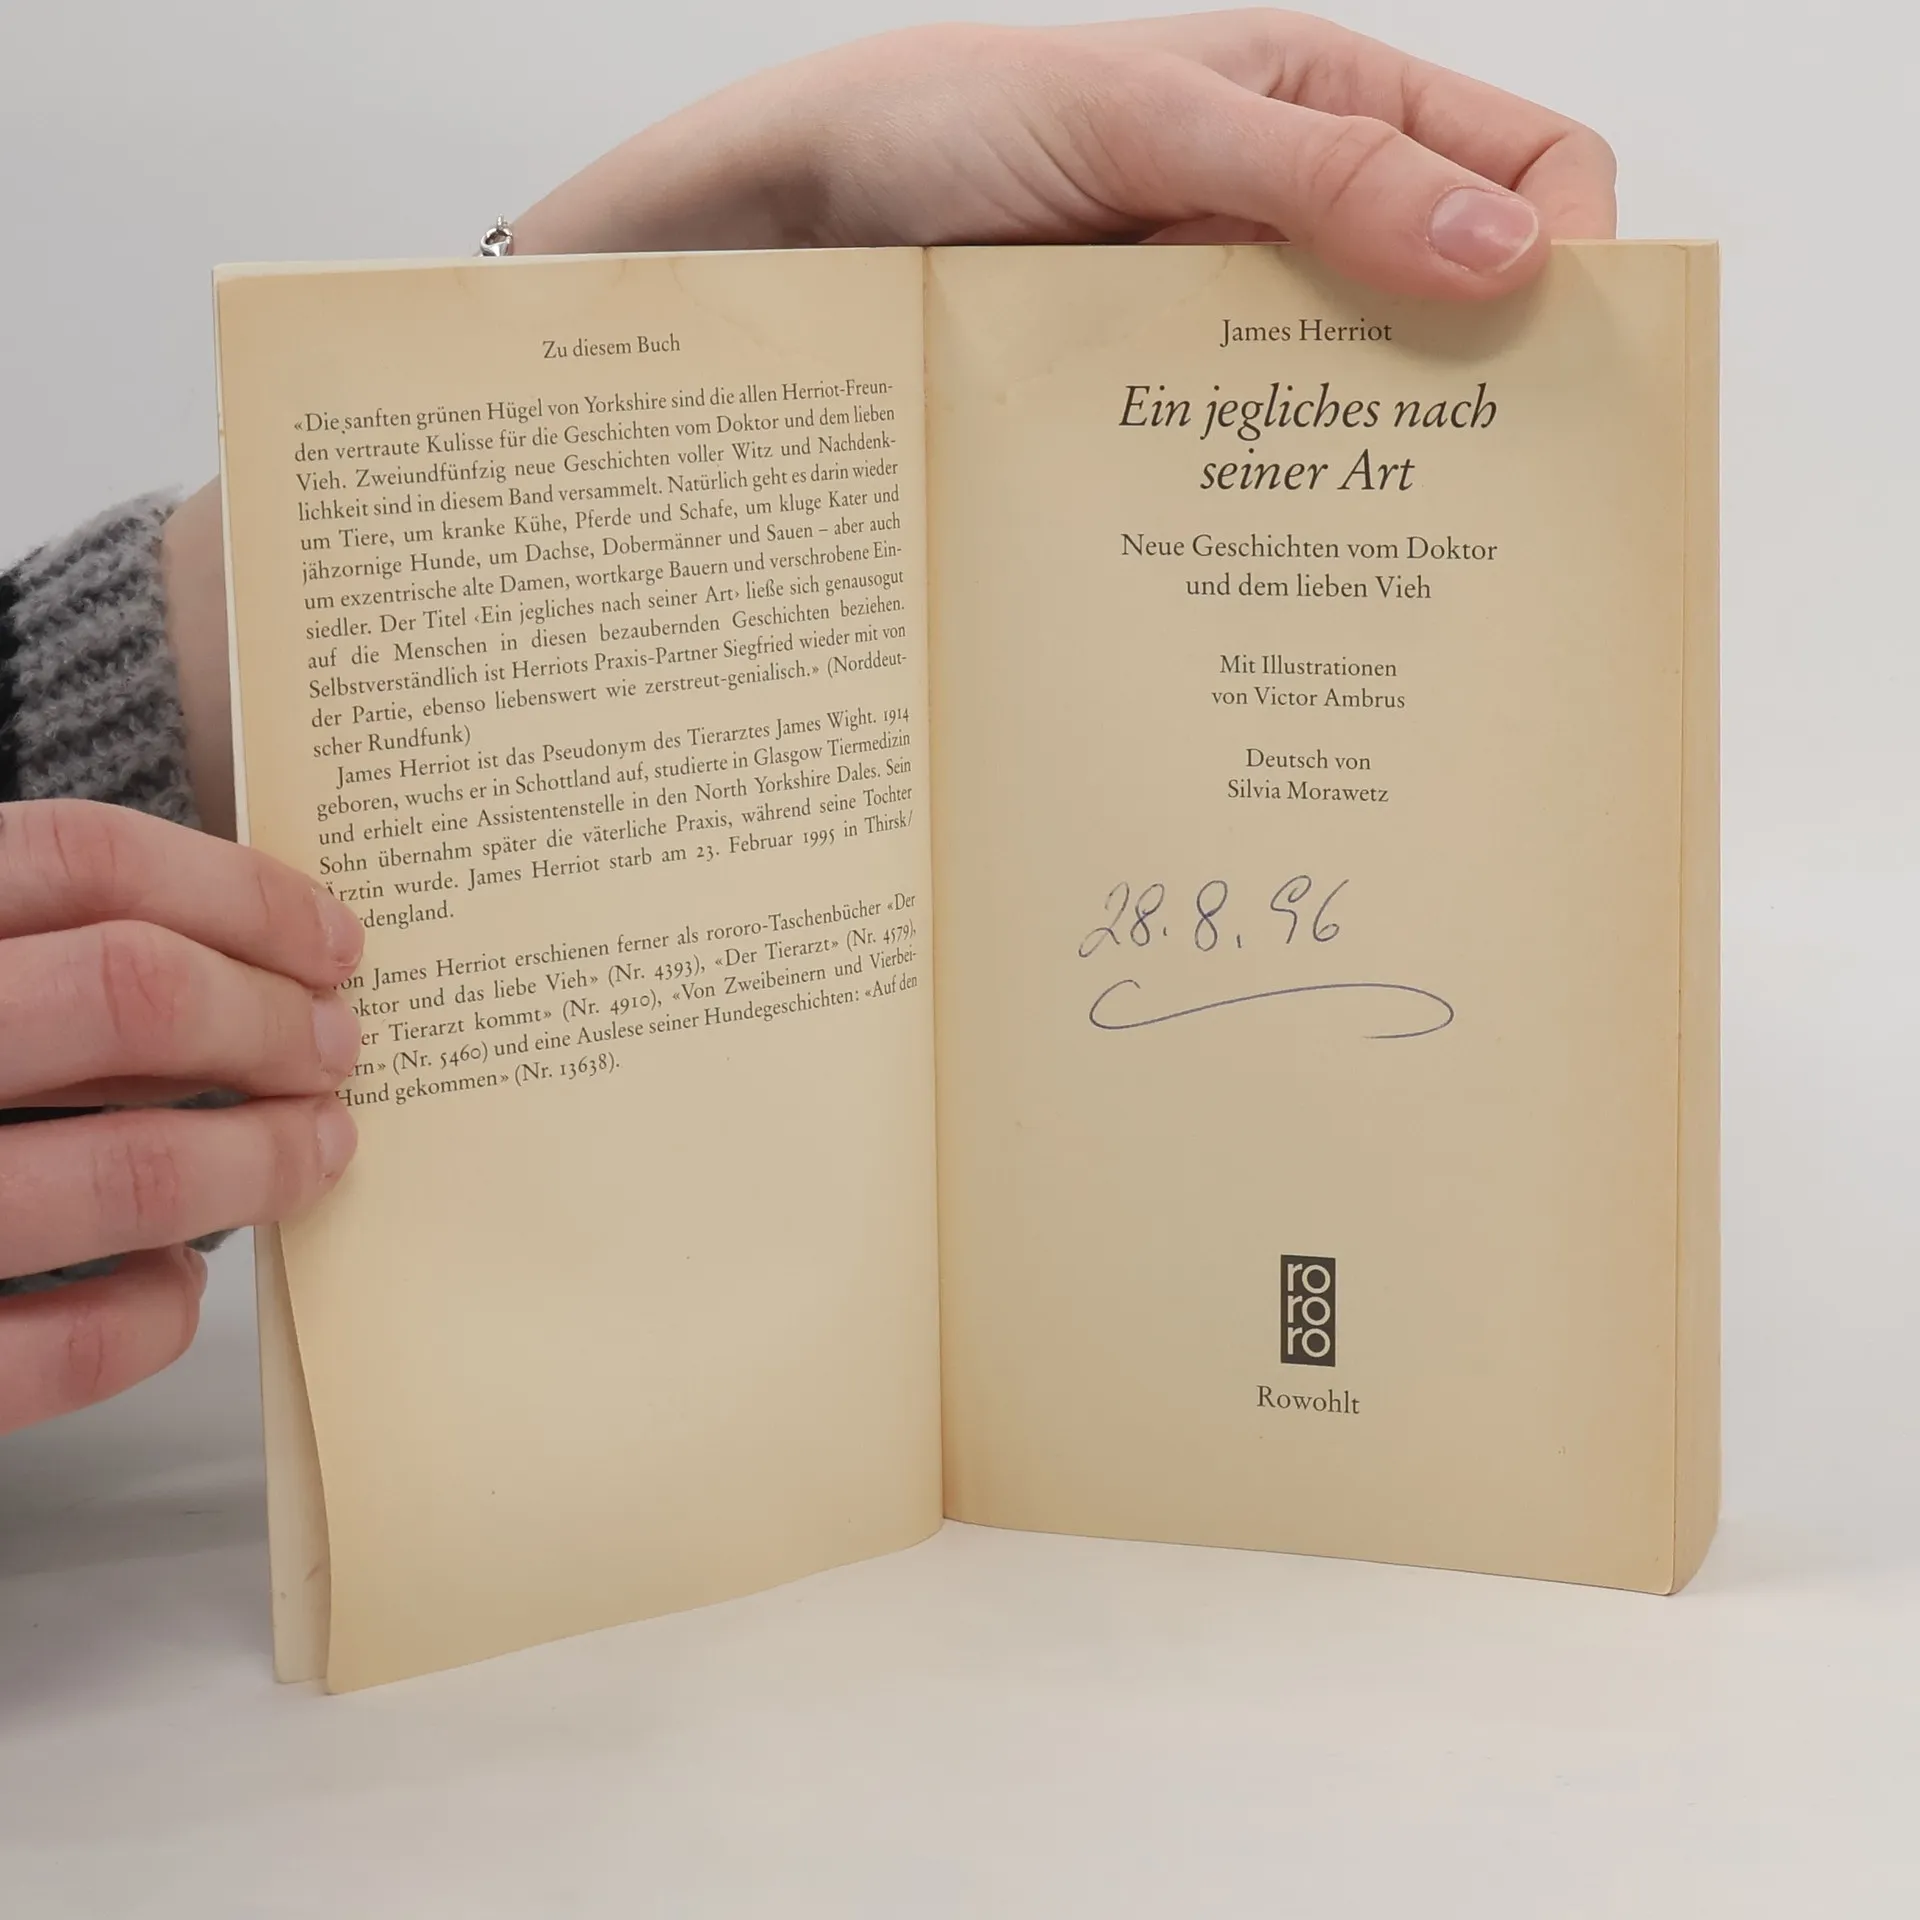 Zu diesem Buch
«Die sanften grünen Hügel von Yorkshire sind die allen Herriot-Freun-
den vertraute Kulisse für die Geschichten vom Doktor und dem lieben
Vieh. Zweiundfünfzig neue Geschichten voller Witz und Nachdenk-
lichkeit sind in diesem Band versammelt. Natürlich geht es darin wieder
um Tiere, um kranke Kühe, Pferde und Schafe, um kluge Kater und
jähzornige Hunde, um Dachse, Dobermänner und Sauen – aber auch
um exzentrische alte Damen, wortkarge Bauern und verschrobene Ein-
siedler. Der Titel ‹Ein jegliches nach seiner Art› ließe sich genausogut
auf die Menschen in diesen bezaubernden Geschichten beziehen.
Selbstverständlich ist Herriots Praxis-Partner Siegfried wieder mit von
der Partie, ebenso liebenswert wie zerstreut-genialisch.» (Norddeut-
scher Rundfunk)
James Herriot ist das Pseudonym des Tierarztes James Wight. 1914
geboren, wuchs er in Schottland auf, studierte in Glasgow Tiermedizin
und erhielt eine Assistentenstelle in den North Yorkshire Dales. Sein
Sohn übernahm später die väterliche Praxis, während seine Tochter
Ärztin wurde. James Herriot starb am 23. Februar 1995 in Thirsk/
dengland.
on James Herriot erschienen ferner als rororo-Taschenbücher «Der
oktor und das liebe Vieh» (Nr. 4393), «Der Tierarzt» (Nr. 4579),
er Tierarzt kommt» (Nr. 4910), «Von Zweibeinern und Vierbei-
rn» (Nr. 5460) und eine Auslese seiner Hundegeschichten: «Auf den
Hund gekommen» (Nr. 13638).
James Herriot
Ein jegliches nach
seiner Art
Neue Geschichten vom Doktor
und dem lieben Vieh
Mit Illustrationen
von Victor Ambrus
Deutsch von
Silvia Morawetz
28. 8. 96
ro
ro
ro
Rowohlt